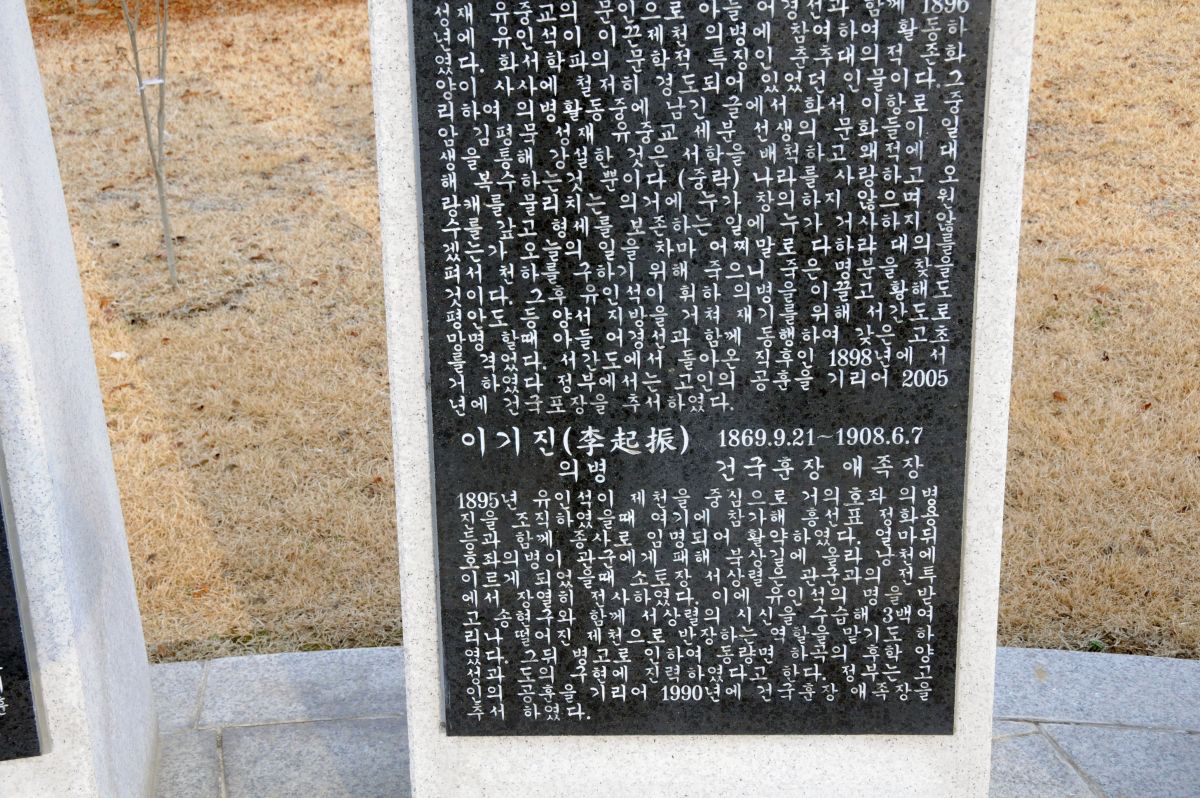 성재 유중교의 문인으로 아들 어경선과 함께 1896
년에 유인석이 이끈제천 의병에 참여하여 활동하
였다. 화서학파의 문학적 특징인 춘추대의적 존화
양이 사사에 철저히 경도되어 있었던 인물이다.그
리하여 의병활동중에 남긴 글에서 화서 이항로 중
암 김평묵 성재 유중교 세분 선생의 문화들이 일
생을 통해 강설한 것은 서학을 배척하고 왜적에 대
해 복수하는것 뿐이다.(중략) 나라를 사랑하고 오
랑캐를 물리치는 의거에 누가 창의하지 않으며 원
수를 갚고 형세를 보존하는 일에 누가 거사하지 않
겠는가 오늘의 일을 차마 어찌말로 다하랴 대의를
펴서 천하를 구하기 위해 죽으니 죽은 명분을 찾을
것이다. 그후 유인석이 휘하 의병을 이끌고 황해도
평안도 등 양서 지방을 거쳐 재기를 위해 서간도로
망명 할때 아들 어경선과 함께 동행하여 갖은 고초
를 겪었다. 서간도에서 돌아온 직후인 1898년에 서
거 하였다 정부에서는 고인의 공훈을 기리어 2005
년에 건국포장을 추서하였다.
이기진(李起振) 1869.9.21~1908.6.7
의병 건국훈장 애족장
1895년 유인석이 제천을 중심으로 거의호좌 의병
진을 조직하였을때 여기에 참가해 홍선표 정화용
등과 함께 종사로 임명되어 활약하였다. 얼마뒤
호좌의병이 관군에게 패해 북상길에 올라 낭천에
이르게 되었을때 소토장 서상렬은 관군과의 전투
에서 장렬히 전사하였다. 이에 유인석의 명을 받
고 송현구와 함께 서상렬의 시신을 수습해 3백여
리나 떨어진 제천으로 반장하는 역할을 맡기도 하
였다. 그뒤 병고로 인하여 동량면 하곡의 후학 양
성과 도의 구현에 진력하였다고 한다. 정부는 고
인의 공훈을 기리어 1990년에 건국훈장 애족장을
추서 하였다.